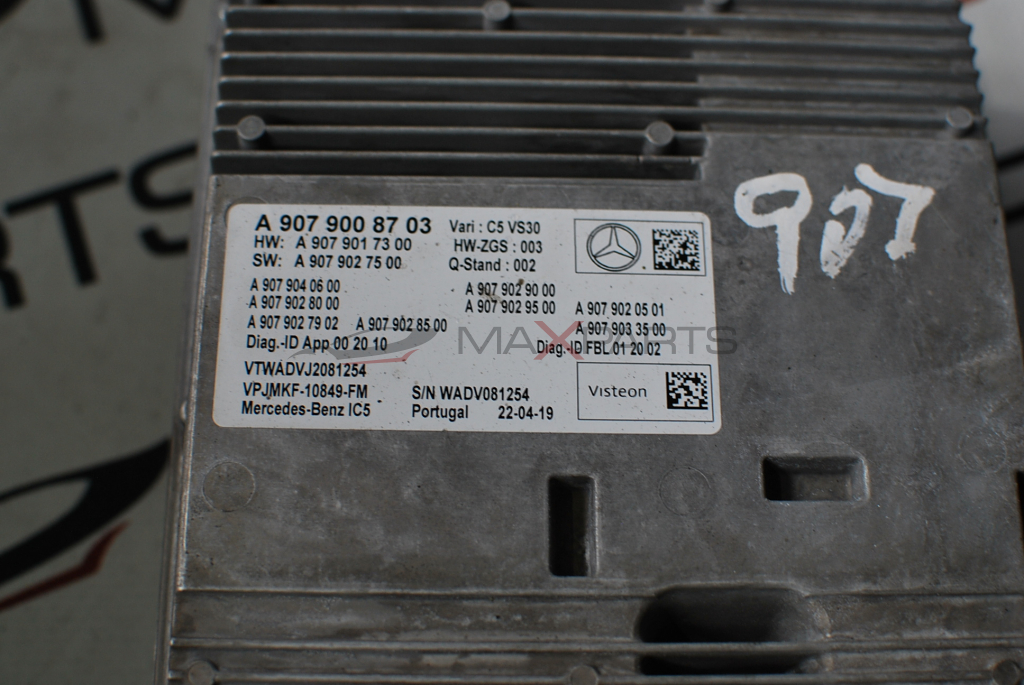 A 907 900 87 03 Vari : C5 VS30
HW: A 907 901 73 00 HW-ZGS : 003
SW: A 907 902 75 00 Q-Stand : 002
A 907 904 06 00 A 907 902 90 00
A 907 902 80 00 A 907 902 95 00 A 907 902 05 01
A 907 902 79 02 A 907 902 85 00 A 907 903 35 00
Diag.-ID App 00 20 10 Diag.-ID FBL 01 20 02
MAXPARTS
VTWADVJ2081254
VPJMKF-10849-FM S/N WADV081254
Mercedes-Benz IC5 Portugal 22-04-19
Visteon
907